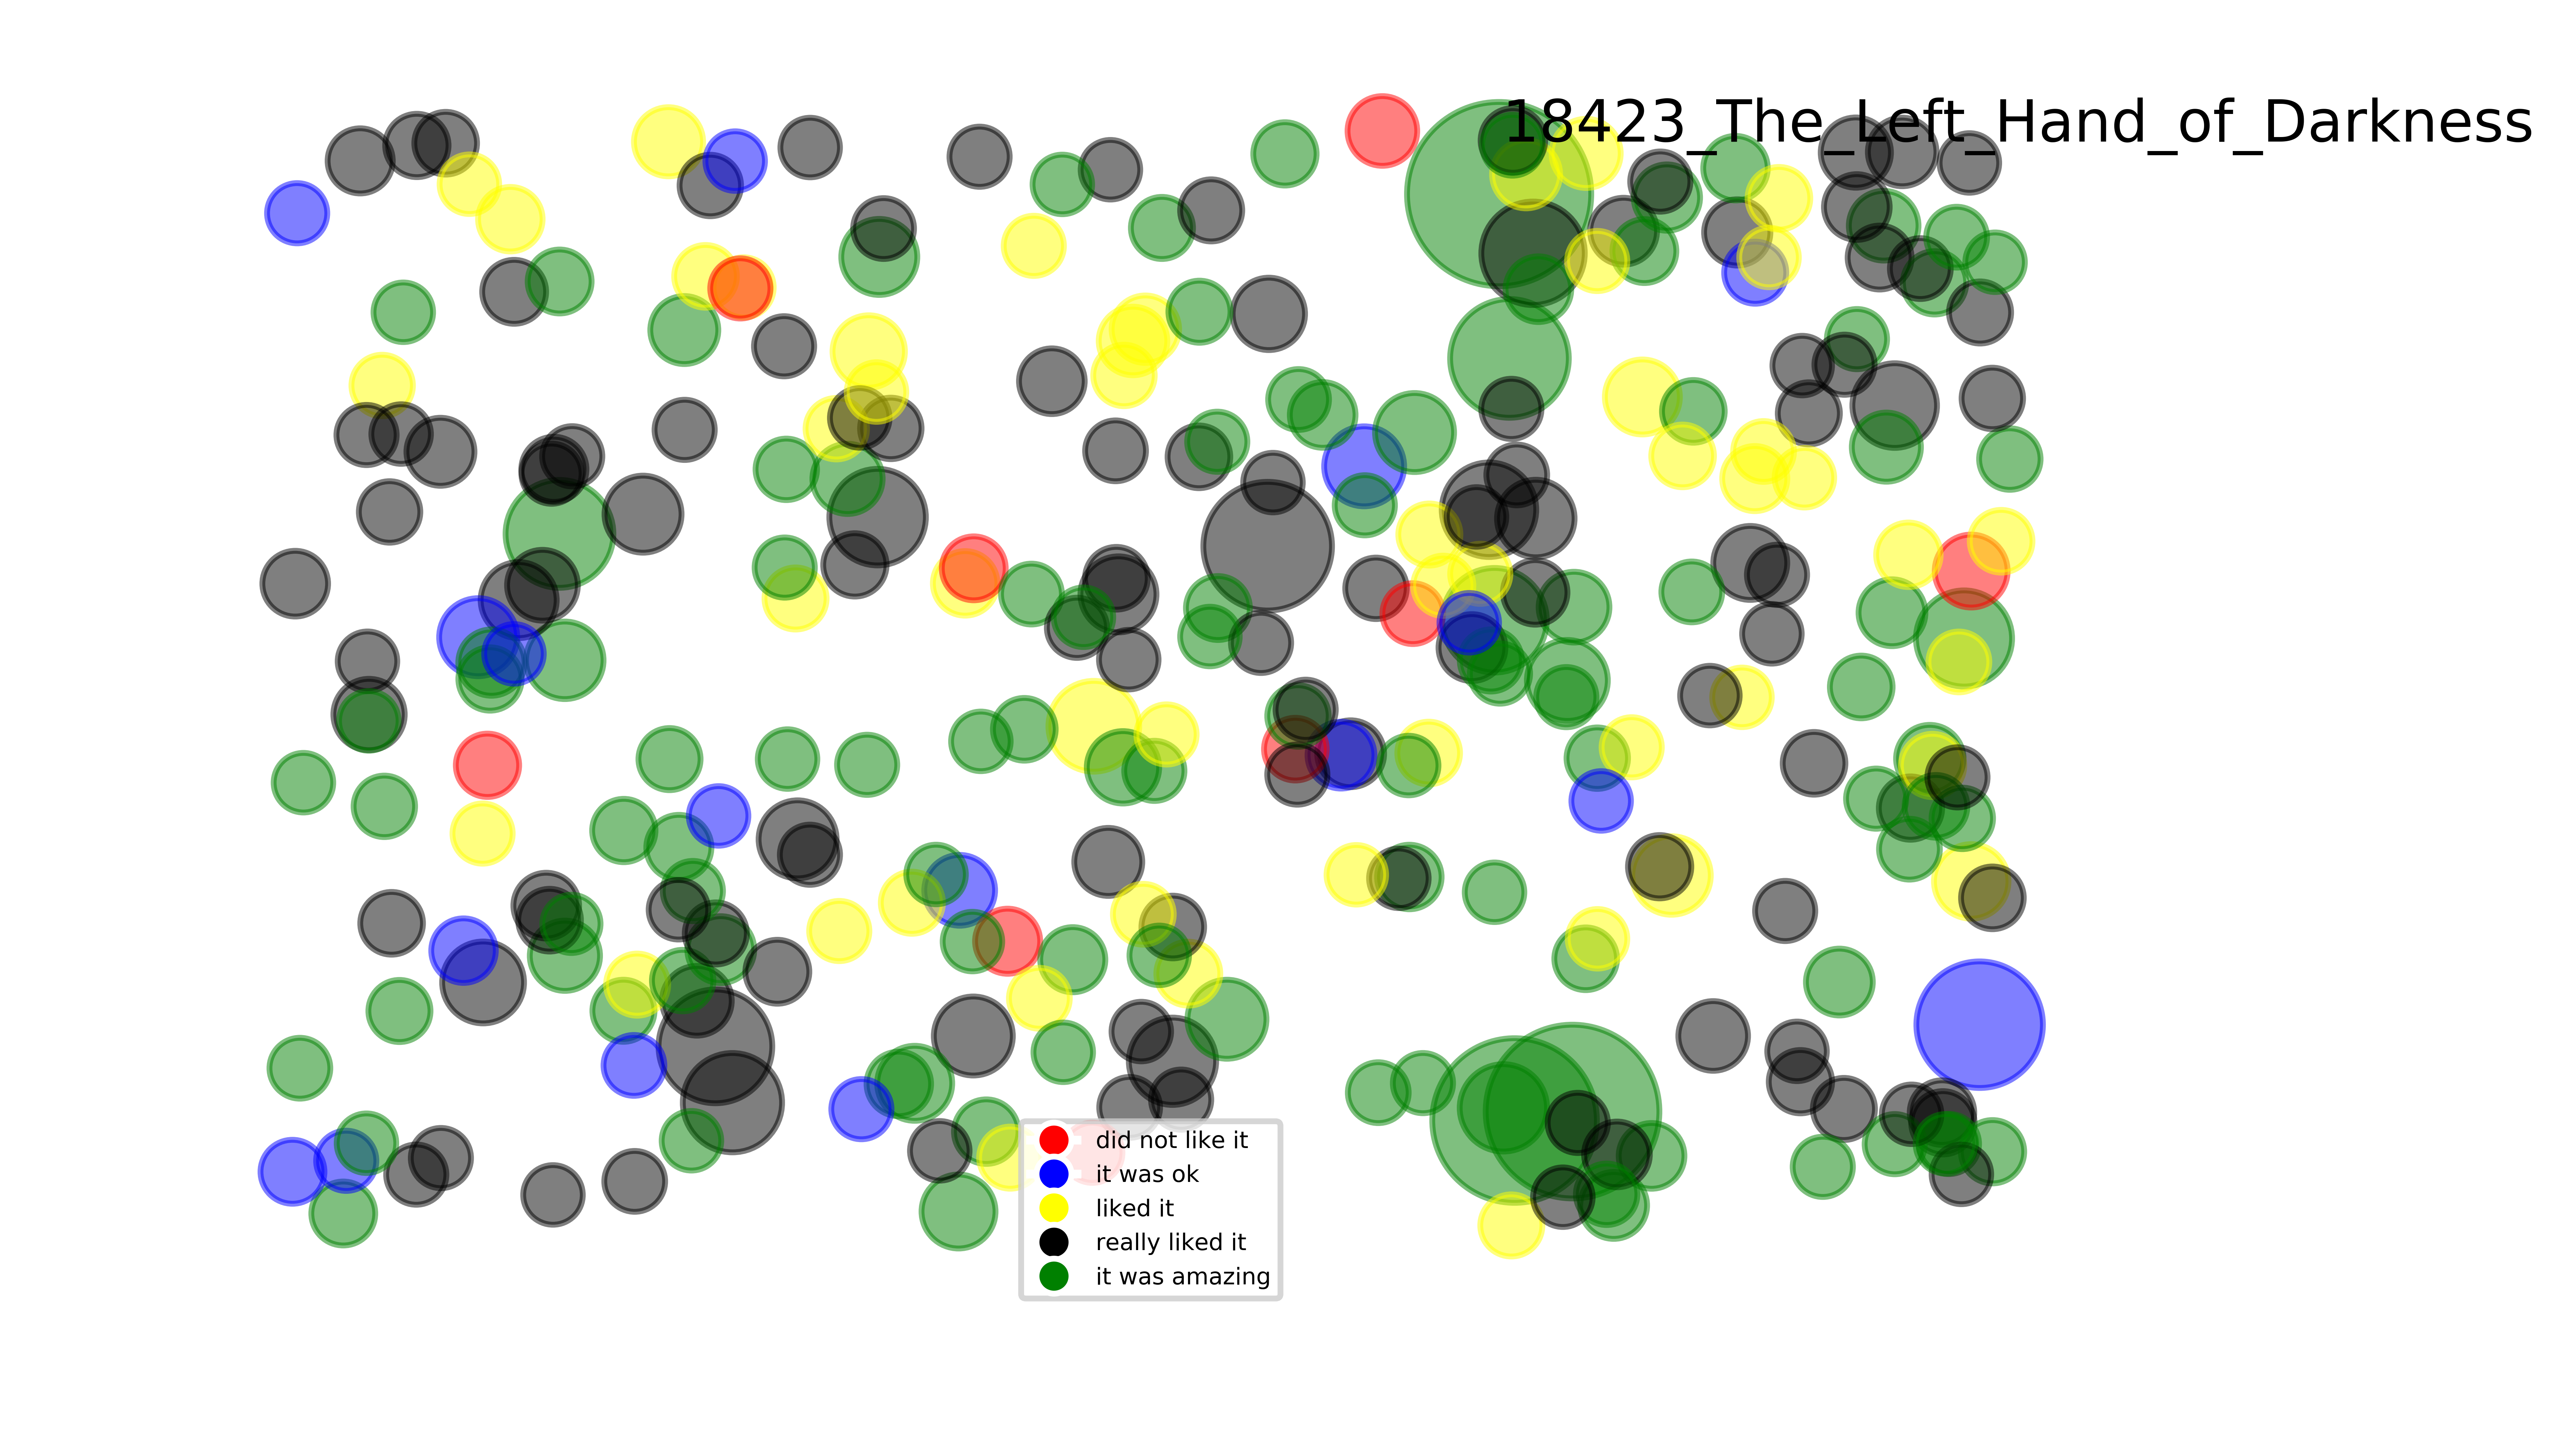 18423_The_Left_Hand_of_Darkness
did not like it
it was ok
liked it
really liked it
it was amazing